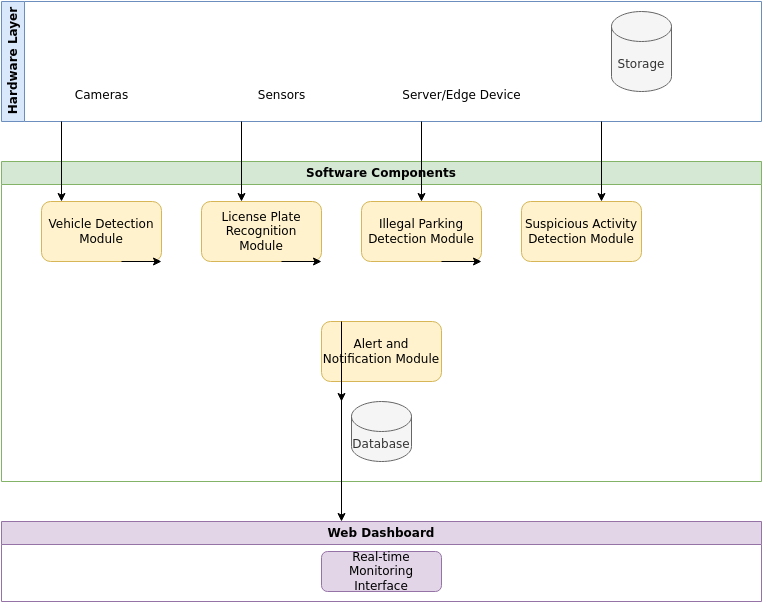 Hardware Layer
Storage
Cameras
Sensors
Server/Edge Device
Software Components
Vehicle Detection
Module
License Plate
Recognition
Module
Illegal Parking
Detection Module
Suspicious Activity
Detection Module
Alert and
Notification Module
Database
Web Dashboard
Real-time
Monitoring
Interface